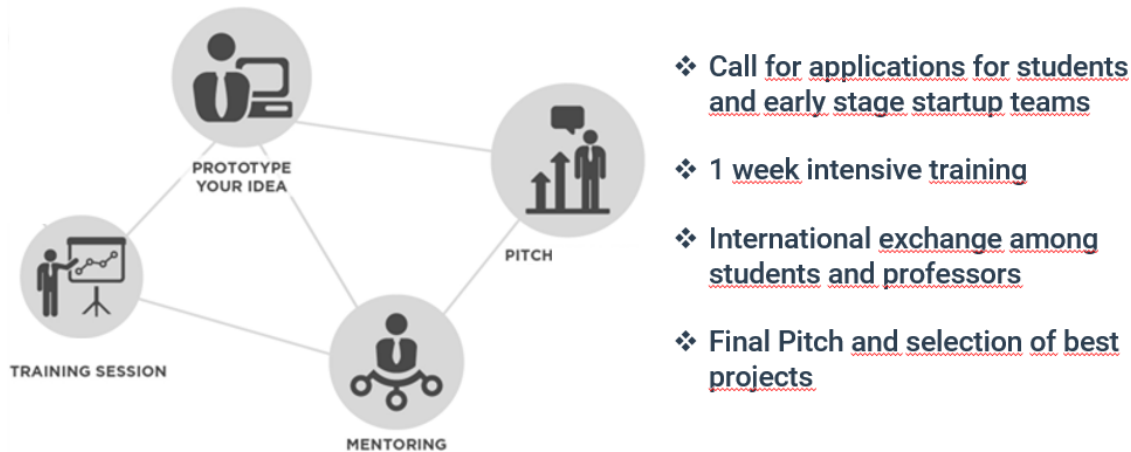 PROTOTYPE
YOUR IDEA
PITCH
TRAINING SESSION
MENTORING
❖ Call for applications for students
and early stage startup teams
❖ 1 week intensive training
❖ International exchange among
students and professors
❖ Final Pitch and selection of best
projects